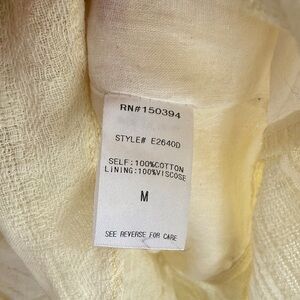 RN#150394
STYLE# E2640D
SELF:100%COTTON
LINING:100%VISCOSE
M
SEE REVERSE FOR CARE